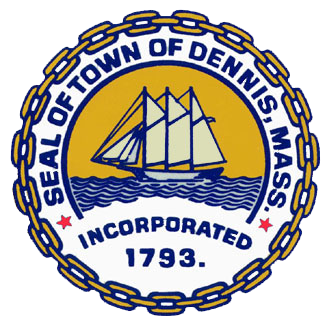 SEAL OF TOWN OF DENNIS, MASS.
INCORPORATED
1793.